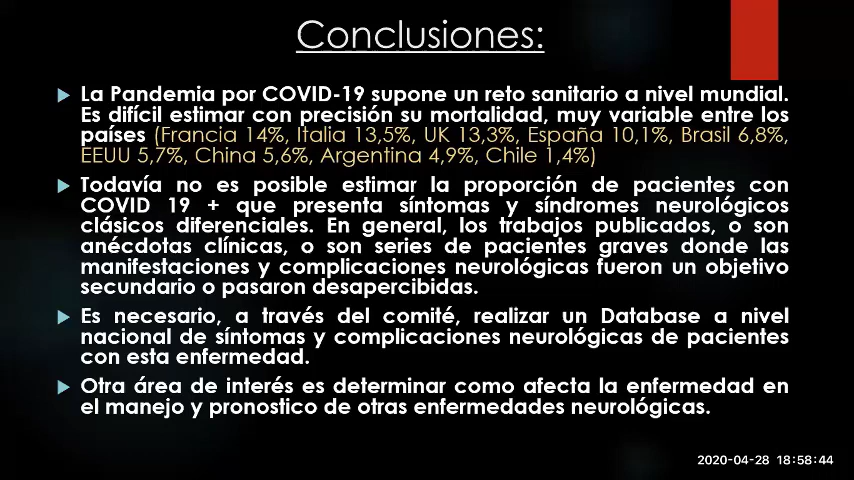 Conclusiones:
La Pandemia por COVID-19 supone un reto sanitario a nivel mundial.
Es difícil estimar con precisión su mortalidad, muy variable entre los
países (Francia 14%, Italia 13,5%, UK 13,3%, España 10,1%, Brasil 6,8%,
EEUU 5,7%, China 5,6%, Argentina 4,9%, Chile 1,4%)
Todavía no es posible estimar la proporción de pacientes con
COVID 19 + que presenta síntomas y síndromes neurológicos
clásicos diferenciales. En general, los trabajos publicados, o son
anécdotas clínicas, o son series de pacientes graves donde las
manifestaciones y complicaciones neurológicas fueron un objetivo
secundario o pasaron desapercibidas.
Es necesario, a través del comité, realizar un Database a nivel
nacional de síntomas y complicaciones neurológicas de pacientes
con esta enfermedad.
Otra área de interés es determinar como afecta la enfermedad en
el manejo y pronostico de otras enfermedades neurológicas.
2020-04-28 18:58:44